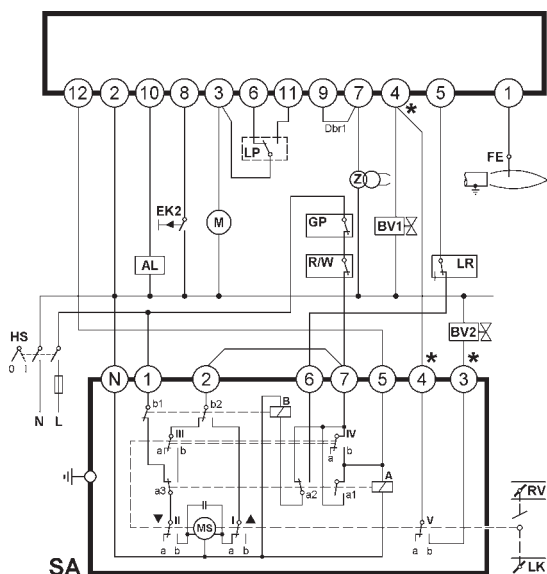 12 2 10 8 3 6 11 9 7 4 * 5 1
Dbr1
LP
FE
Z
EK2
M
GP
BV1
AL
R/W
LR
HS
BV2
0 1
* *
N 1 2 6 7 5 4 3
N L
b1 b2 B
III IV
a b a b
a3 a2 a1 A
II MS I V
a b a b a b
RV
SA
LK